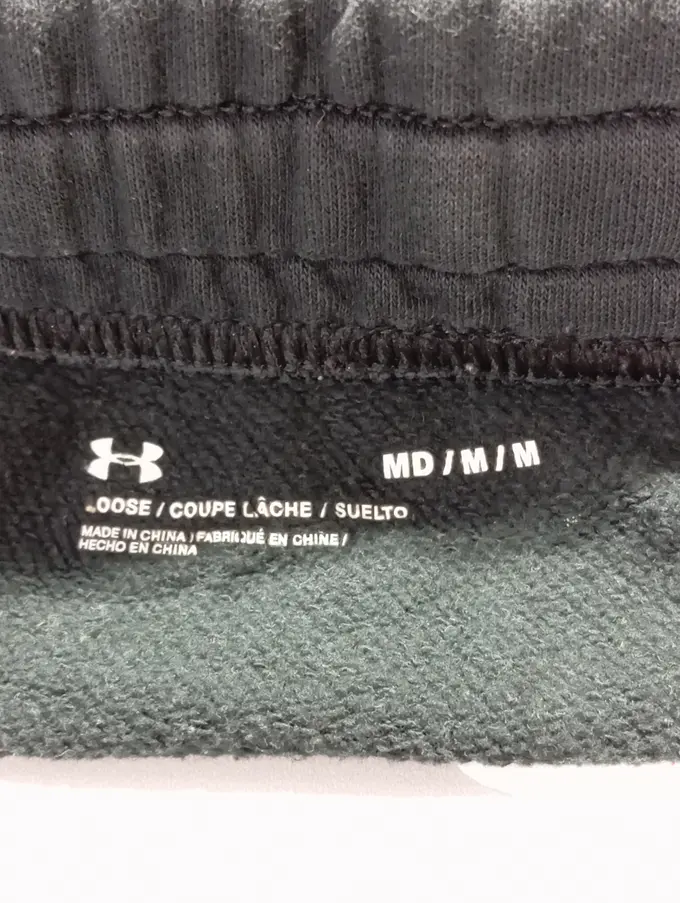 MD / M / M
LOOSE / COUPE LÂCHE / SUELTO
MADE IN CHINA / FABRIQUÉ EN CHINE /
HECHO EN CHINA